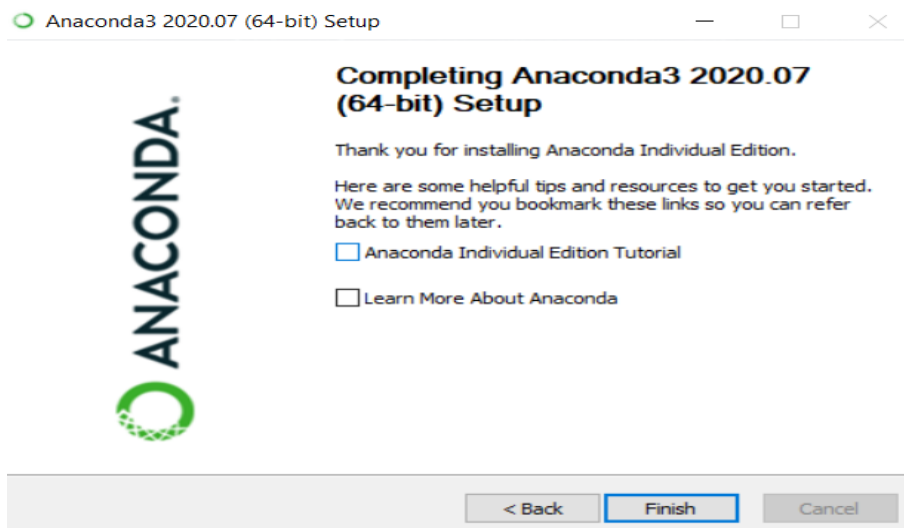 Anaconda3 2020.07 (64-bit) Setup
ANACONDA.
Completing Anaconda3 2020.07
(64-bit) Setup
Thank you for installing Anaconda Individual Edition.
Here are some helpful tips and resources to get you started.
We recommend you bookmark these links so you can refer
back to them later.
Anaconda Individual Edition Tutorial
Learn More About Anaconda
< Back
Finish
Cancel